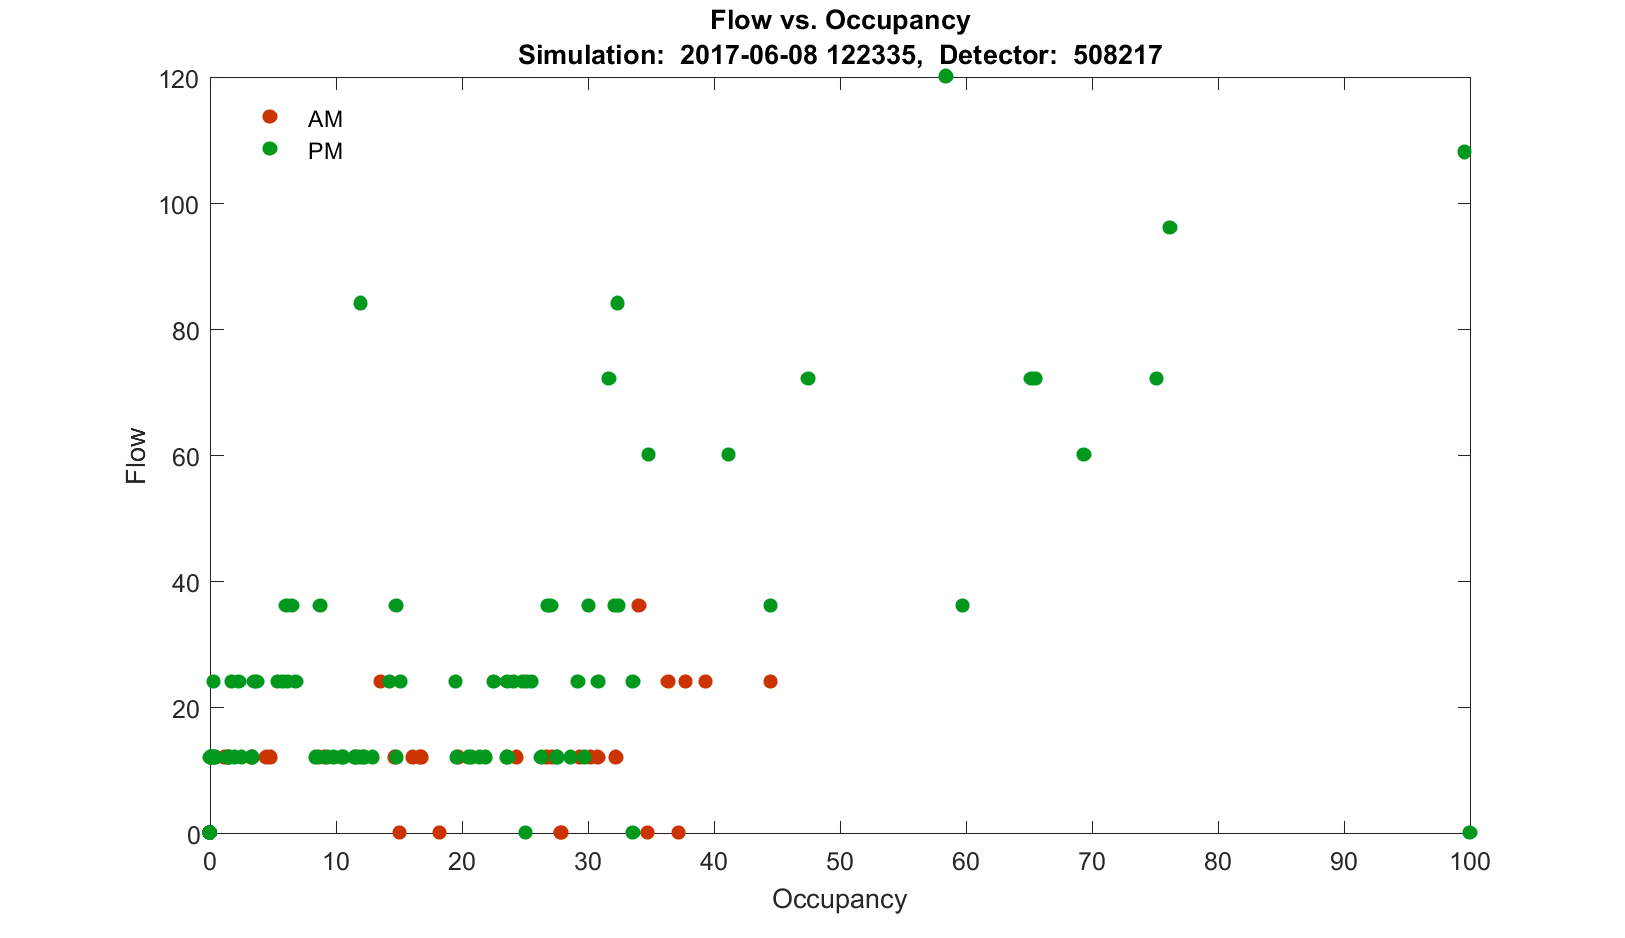 Flow vs. Occupancy
Simulation:  2017-06-08 122335,  Detector:  508217
120
AM
PM
100
80
60
Flow
40
20
0
0 10 20 30 40 50 60 70 80 90 100
Occupancy